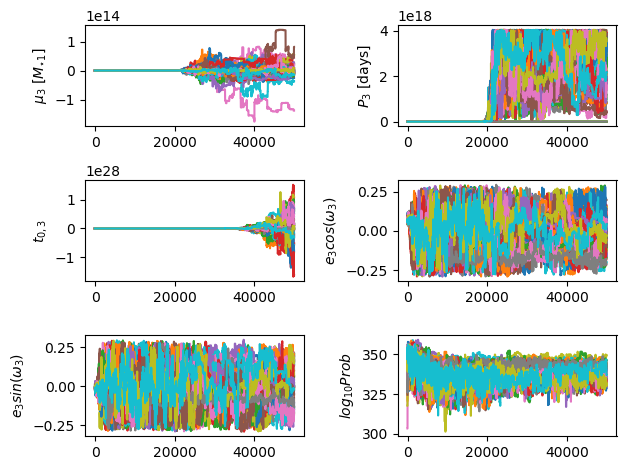 1e14
μ₃ [M⋆1]
1
0
−1
0 20000 40000
1e18
P₃ [days]
4
2
0
0 20000 40000
1e28
t₀,₃
1
0
−1
0 20000 40000
e₃cos(ω₃)
0.25
0.00
−0.25
0 20000 40000
e₃sin(ω₃)
0.25
0.00
−0.25
0 20000 40000
log₁₀Prob
350
325
300
0 20000 40000